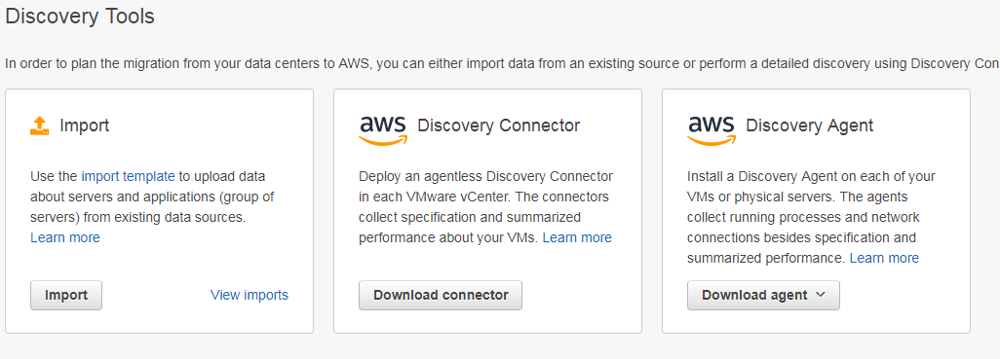 Discovery Tools
In order to plan the migration from your data centers to AWS, you can either import data from an existing source or perform a detailed discovery using Discovery Con
Import
Use the import template to upload data
about servers and applications (group of
servers) from existing data sources.
Learn more
Import
View imports
aws Discovery Connector
Deploy an agentless Discovery Connector
in each VMware vCenter. The connectors
collect specification and summarized
performance about your VMs. Learn more
Download connector
aws Discovery Agent
Install a Discovery Agent on each of your
VMs or physical servers. The agents
collect running processes and network
connections besides specification and
summarized performance. Learn more
Download agent